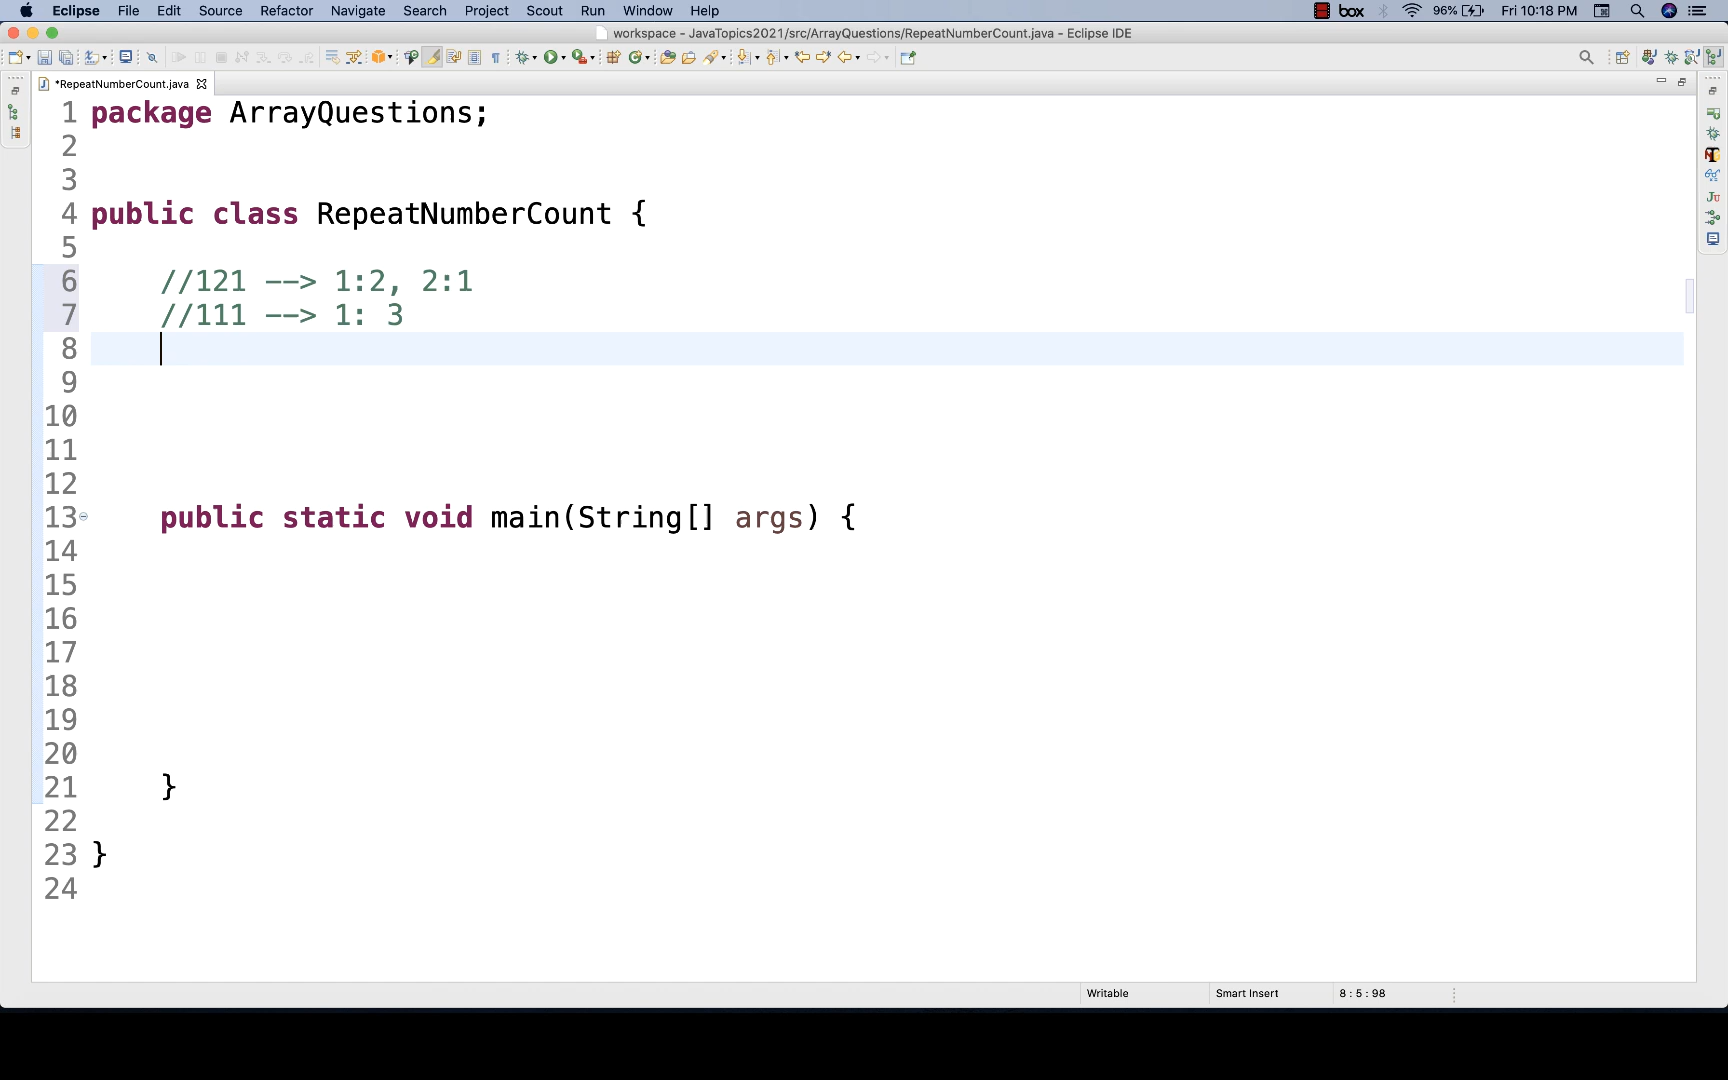 Eclipse File Edit Source Refactor Navigate Search Project Scout Run Window Help box 96% Fri 10:18 PM
workspace - JavaTopics2021/src/ArrayQuestions/RepeatNumberCount.java - Eclipse IDE
*RepeatNumberCount.java
1 package ArrayQuestions;
2
3
4 public class RepeatNumberCount {
5
6 //121 --> 1:2, 2:1
7 //111 --> 1: 3
8
9
10
11
12
13 public static void main(String[] args) {
14
15
16
17
18
19
20
21 }
22
23 }
24
Writable Smart Insert 8 : 5 : 98